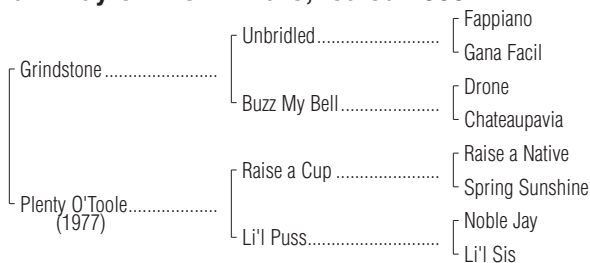 Fappiano
Unbridled
Gana Facil
Grindstone
Drone
Buzz My Bell
Chateaupavia
Raise a Native
Raise a Cup
Spring Sunshine
Plenty O'Toole
(1977)
Noble Jay
Li'l Puss
Li'l Sis